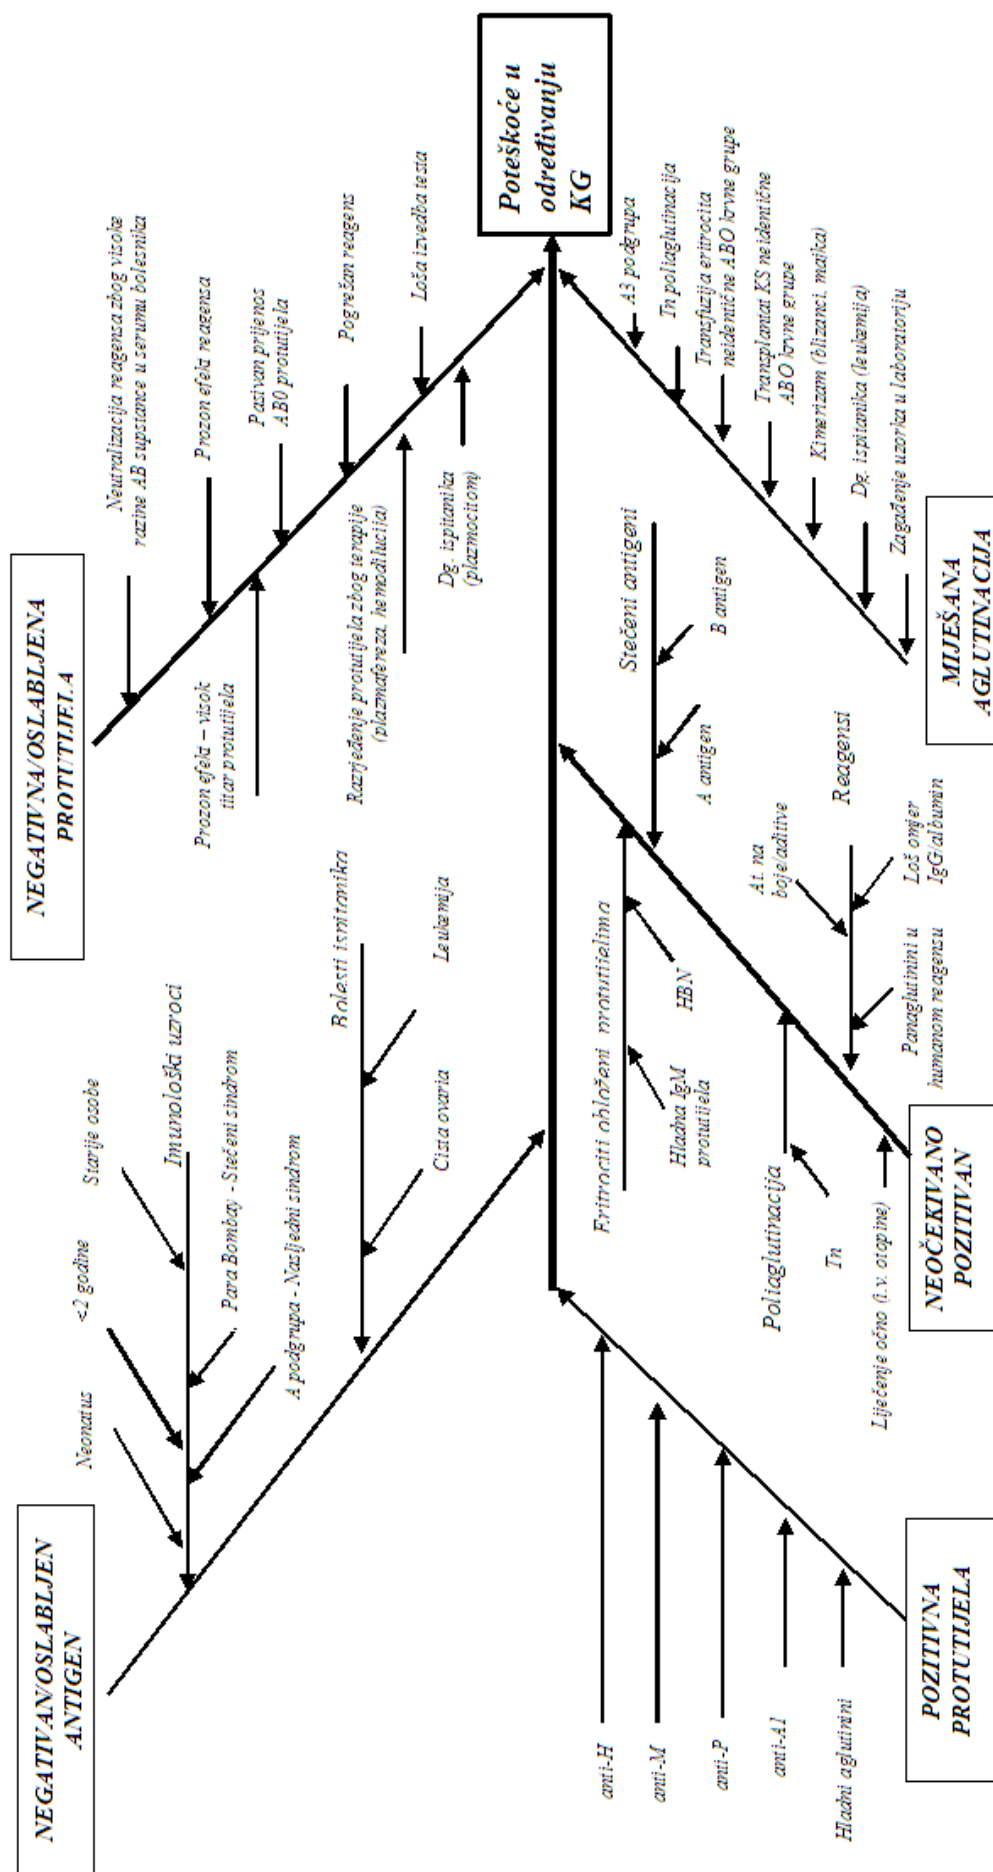 NEGATIVAN/OSLABLJEN
ANTIGEN
NEGATIVNA/OSLABLJENA
PROTUTIJELA
Neonatus
<2 godine
Starije osobe
Imunološki uzroci
Para Bombay - Stečeni sindrom
A podgrupa - Nasljedni sindrom
Bolesti ispitanika
Leukemija
Cista ovaria
Neutralizacija reagensa zbog visoke
razine AB supstance u serumu bolesnika
Prozon efekt reagensa
Prozon efekt – visok
titar protutijela
Pasivan prijenos
AB0 protutijela
Pogrešan reagens
Razrjeđenje protutijela zbog terapije
(plazmafereza, hemodilucija)
Loša izvedba testa
Dg. ispitanika
(plazmocitom)
Poteškoće u
određivanju
KG
anti-H
anti-M
anti-P
anti-A1
Hladni aglutinini
POZITIVNA
PROTUTIJELA
Eritrociti obloženi protutijelima
HBN
Hladna IgM
protutijela
Stečeni antigeni
B antigen
A antigen
Poliaglutinacija
Tn
Reagensi
At. na
boje/aditive
Loš omjer
IgG/albumin
Panaglutinini u
humanom reagensu
Liječenje očno (i.v. otopine)
NEOČEKIVANO
POZITIVAN
A3 podgrupa
Tn poliaglutinacija
Transfuzija eritrocita
neidentične ABO krvne grupe
Transplantat KS neidentične
ABO krvne grupe
Kimerizam (blizanci, majka)
Dg. ispitanika (leukemija)
Zagađenje uzorka u laboratoriju
MIJEŠANA
AGLUTINACIJA